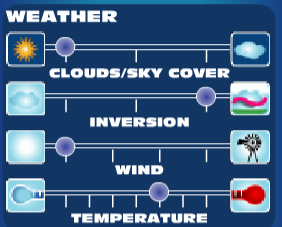 WEATHER
CLOUDS/SKY COVER
INVERSION
WIND
TEMPERATURE